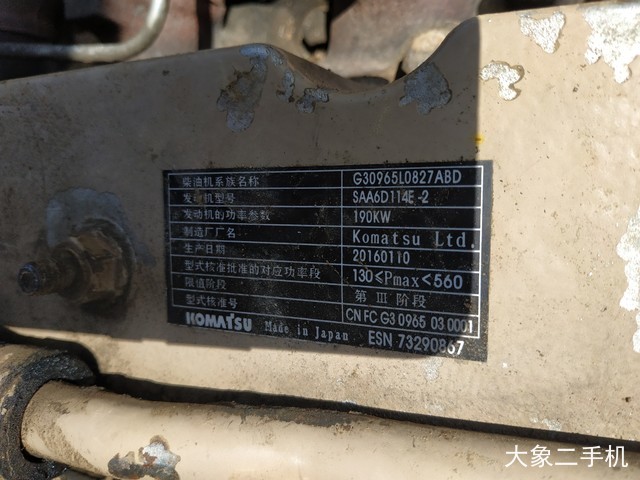 柴油机系族名称 G30965L0827ABD
发动机型号 SAA6D114E-2
发动机的功率参数 190KW
制造厂厂名 Komatsu Ltd.
生产日期 20160110
型式核准批准的对应功率段 130<Pmax<560
限值阶段 第 III 阶段
型式核准号 CN FC G3 0965 03 0001
KOMATSU Made in Japan ESN 73290867
大象二手机